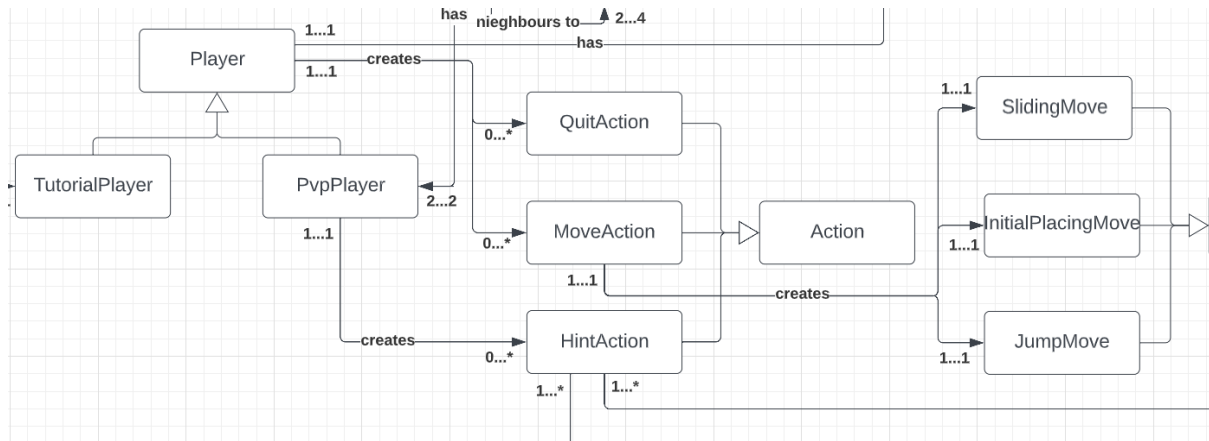 has
nieghbours to
2...4
1...1
has
Player
creates
1...1
1...1
SlidingMove
QuitAction
0...*
TutorialPlayer
PvpPlayer
2...2
1...1
MoveAction
Action
InitialPlacingMove
0...*
1...1
1...1
creates
HintAction
JumpMove
creates
0...*
1...1
1...*
1...*